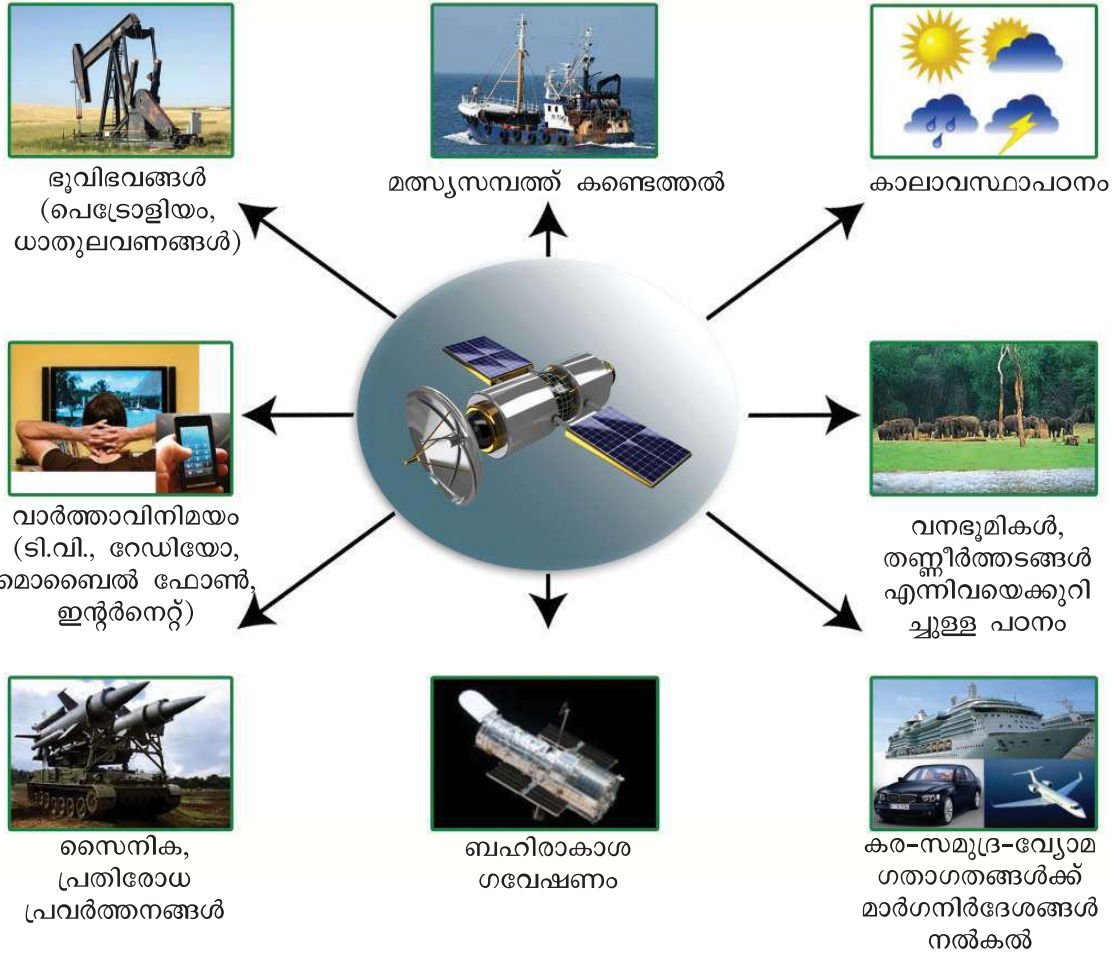 ഭൂവിഭവങ്ങൾ
(പെട്രോളിയം,
ധാതുലവണങ്ങൾ)
മത്സ്യസമ്പത്ത് കണ്ടെത്തൽ
കാലാവസ്ഥാപഠനം
വാർത്താവിനിമയം
(ടി.വി., റേഡിയോ,
മൊബൈൽ ഫോൺ,
ഇന്റർനെറ്റ്)
വനഭൂമികൾ,
തണ്ണീർത്തടങ്ങൾ
എന്നിവയെക്കുറി
ച്ചുള്ള പഠനം
സൈനിക,
പ്രതിരോധ
പ്രവർത്തനങ്ങൾ
ബഹിരാകാശ
ഗവേഷണം
കര-സമുദ്ര-വ്യോമ
ഗതാഗതങ്ങൾക്ക്
മാർഗനിർദേശങ്ങൾ
നൽകൽ